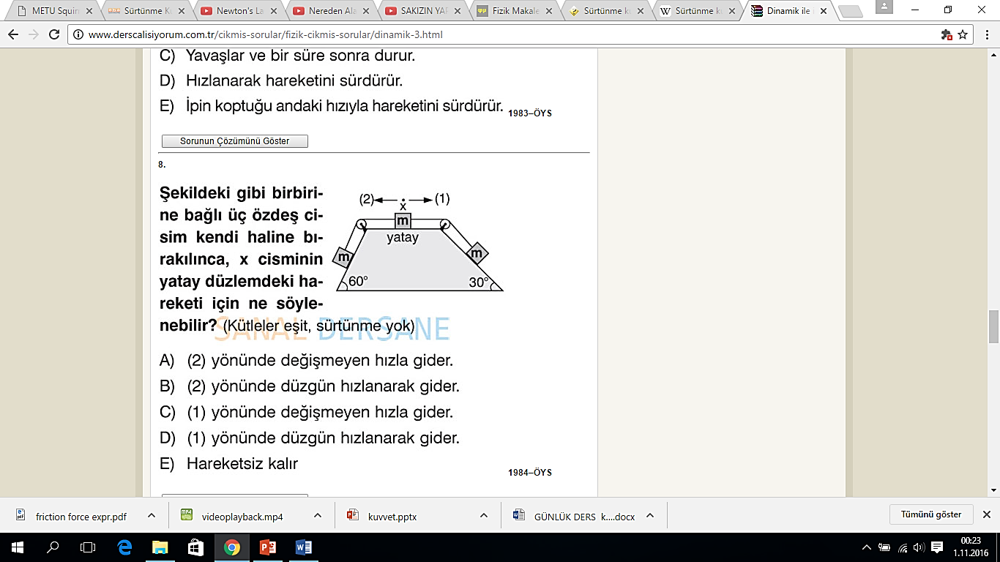 METU Squir
Sürtünme K
Newton's La
Nereden Ala
SAKIZIN YAP
Fizik Makale
Sürtünme k
Sürtünme k
Dinamik ile
www.derscalisiyorum.com.tr/cikmis-sorular/fizik-cikmis-sorular/dinamik-3.html
C) Yavaşlar ve bir süre sonra durur.
D) Hızlanarak hareketini sürdürür.
E) İpin koptuğu andaki hızıyla hareketini sürdürür.
1983–ÖYS
Sorunun Çözümünü Göster
8.
Şekildeki gibi birbiri-
ne bağlı üç özdeş ci-
sim kendi haline bı-
rakılınca, x cisminin
yatay düzlemdeki ha-
reketi için ne söyle-
nebilir? (Kütleler eşit, sürtünme yok)
(2) (1)
x
m
yatay
m m
60° 30°
SANAL DERSANE
A) (2) yönünde değişmeyen hızla gider.
B) (2) yönünde düzgün hızlanarak gider.
C) (1) yönünde değişmeyen hızla gider.
D) (1) yönünde düzgün hızlanarak gider.
E) Hareketsiz kalır
1984–ÖYS
friction force expr.pdf
videoplayback.mp4
kuvvet.pptx
GÜNLÜK DERS k....docx
Tümünü göster
00:23
1.11.2016